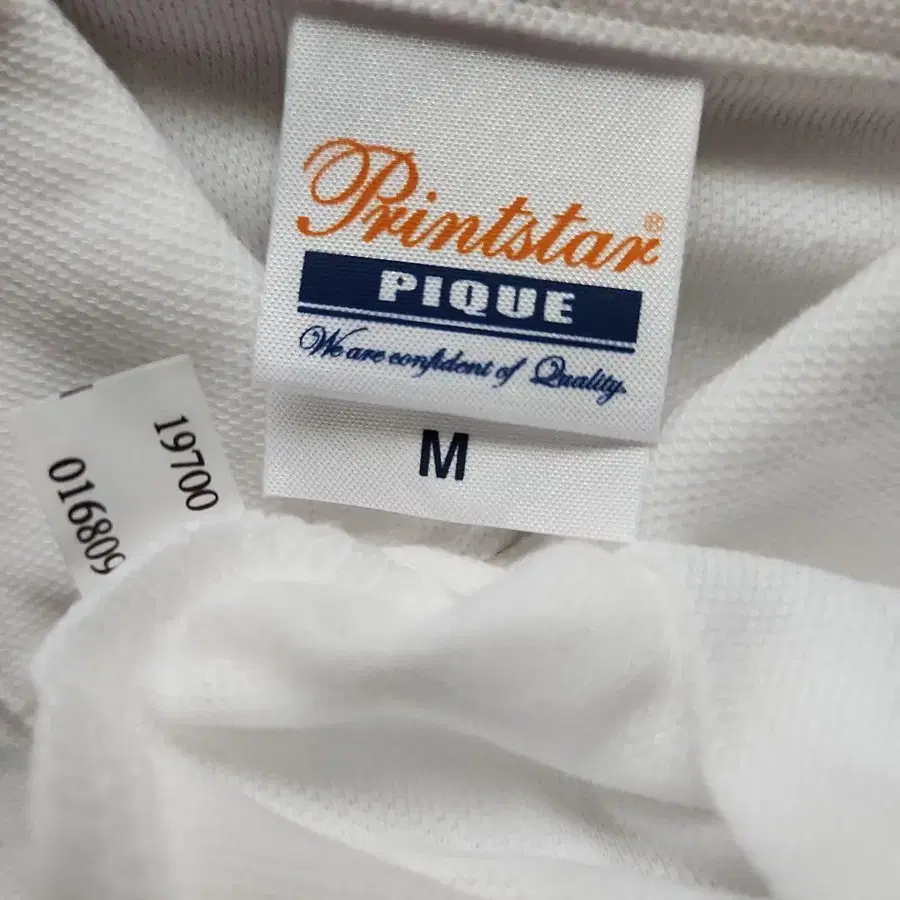 Printstar®
PIQUE
We are confident of Quality.
M
19700
016809